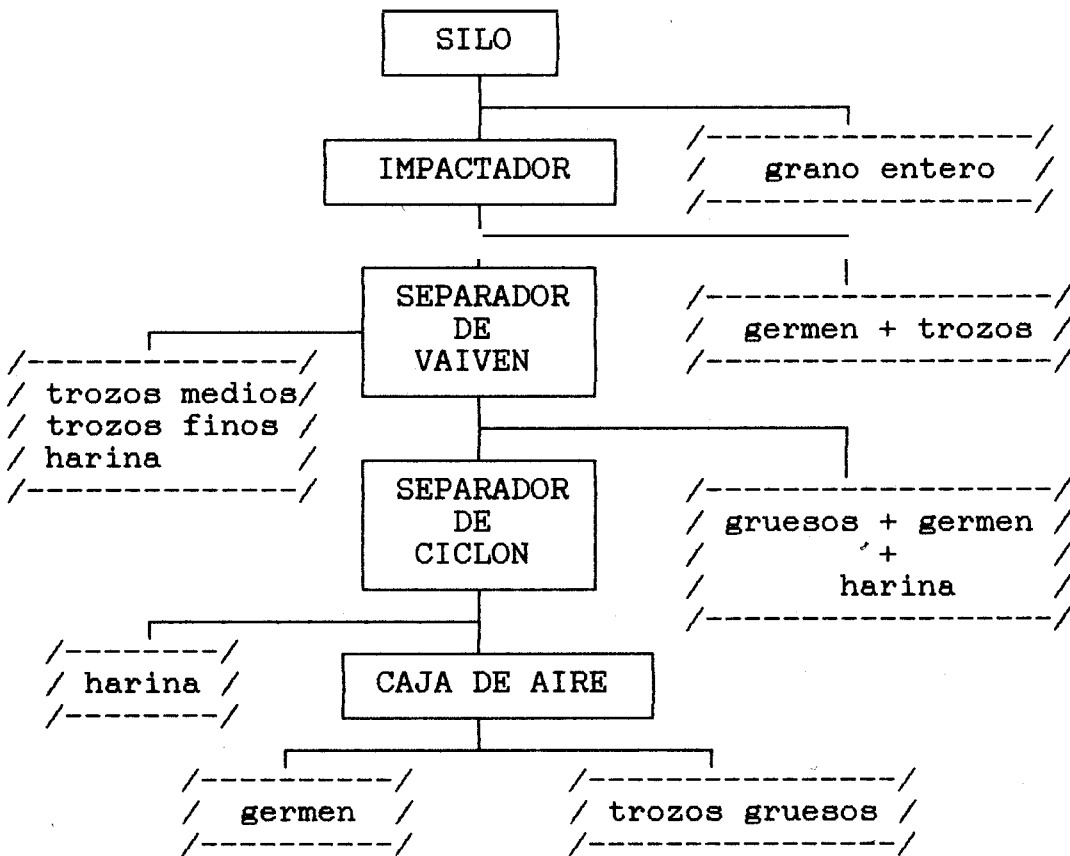 SILO
IMPACTADOR
grano entero
SEPARADOR
DE
VAIVEN
germen + trozos
trozos medios
trozos finos
harina
SEPARADOR
DE
CICLON
gruesos + germen
+
harina
harina
CAJA DE AIRE
germen
trozos gruesos